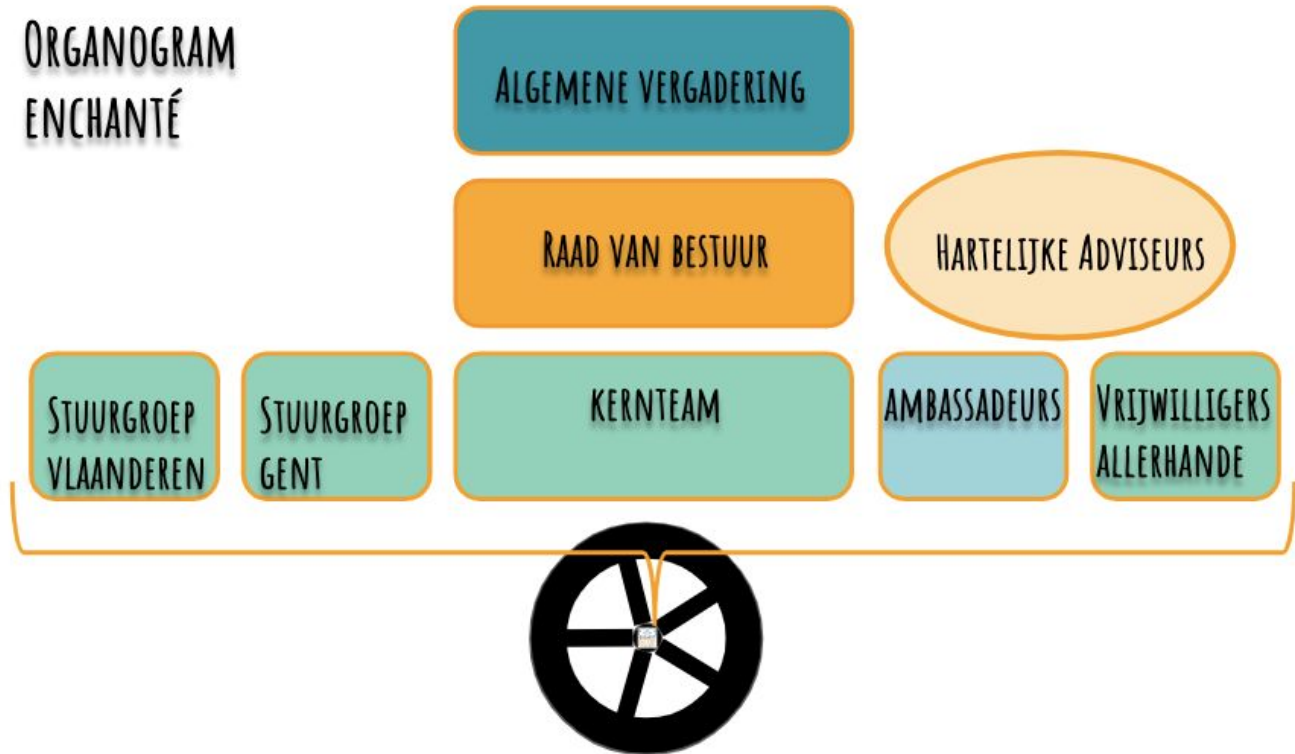 ORGANOGRAM
ENCHANTÉ
ALGEMENE VERGADERING
RAAD VAN BESTUUR
HARTELIJKE ADVISEURS
STUURGROEP
VLAANDEREN
STUURGROEP
GENT
KERNTEAM
AMBASSADEURS
VRIJWILLIGERS
ALLERHANDE